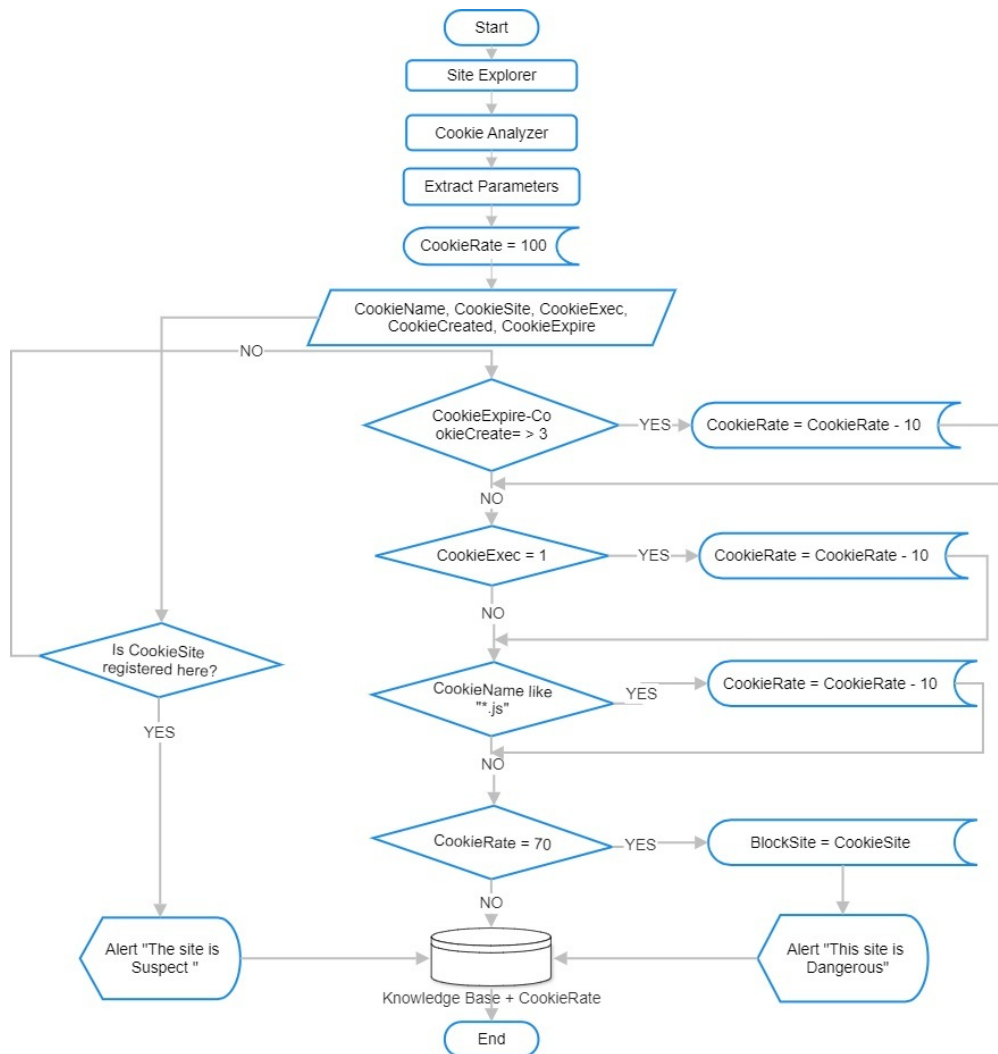 Start
Site Explorer
Cookie Analyzer
Extract Parameters
CookieRate = 100
CookieName, CookieSite, CookieExec,
CookieCreated, CookieExpire
NO
CookieExpire-Co
okieCreate= > 3
YES
CookieRate = CookieRate - 10
NO
CookieExec = 1
YES
CookieRate = CookieRate - 10
NO
Is CookieSite
registered here?
YES
CookieName like
"*.js"
YES
CookieRate = CookieRate - 10
NO
CookieRate = 70
YES
BlockSite = CookieSite
NO
Alert "The site is
Suspect "
Alert "This site is
Dangerous"
Knowledge Base + CookieRate
End